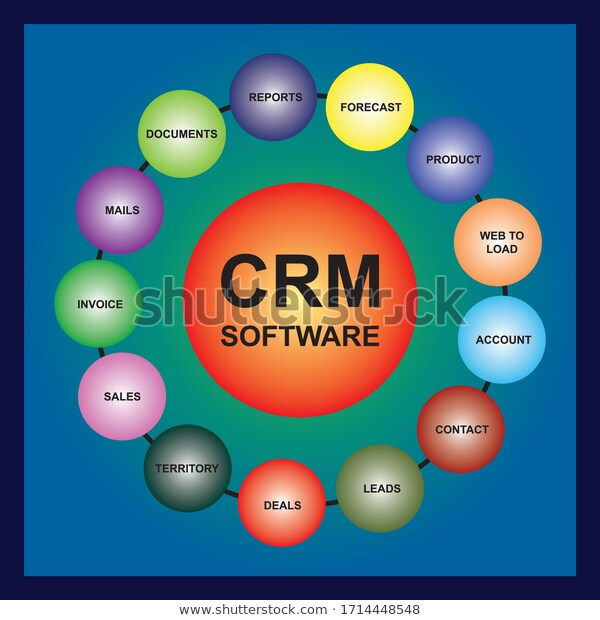 REPORTS
FORECAST
PRODUCT
WEB TO
LOAD
ACCOUNT
CONTACT
LEADS
DEALS
TERRITORY
SALES
INVOICE
MAILS
DOCUMENTS
CRM
SOFTWARE
shutterstock
shutterstock.com • 1714448548